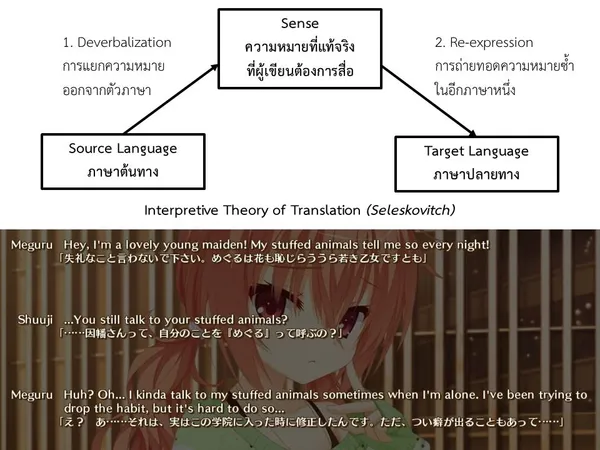 Sense
ความหมายที่แท้จริง
ที่ผู้เขียนต้องการสื่อ
1. Deverbalization
การแยกความหมาย
ออกจากตัวภาษา
2. Re-expression
การถ่ายทอดความหมายซ้ำ
ในอีกภาษาหนึ่ง
Source Language
ภาษาต้นทาง
Target Language
ภาษาปลายทาง
Interpretive Theory of Translation (Seleskovitch)
Meguru Hey, I'm a lovely young maiden! My stuffed animals tell me so every night!
「失礼なこと言わないで下さい。めぐるは花も恥じらううら若き乙女ですとも」
Shuuji ...You still talk to your stuffed animals?
「……因幡さんって、自分のことを『めぐる』って呼ぶの？」
Meguru Huh? Oh... I kinda talk to my stuffed animals sometimes when I'm alone. I've been trying to
drop the habit, but it's hard to do so...
「え？　あ……それは、実はこの学院に入った時に修正したんです。ただ、つい癖が出ることもあって……」